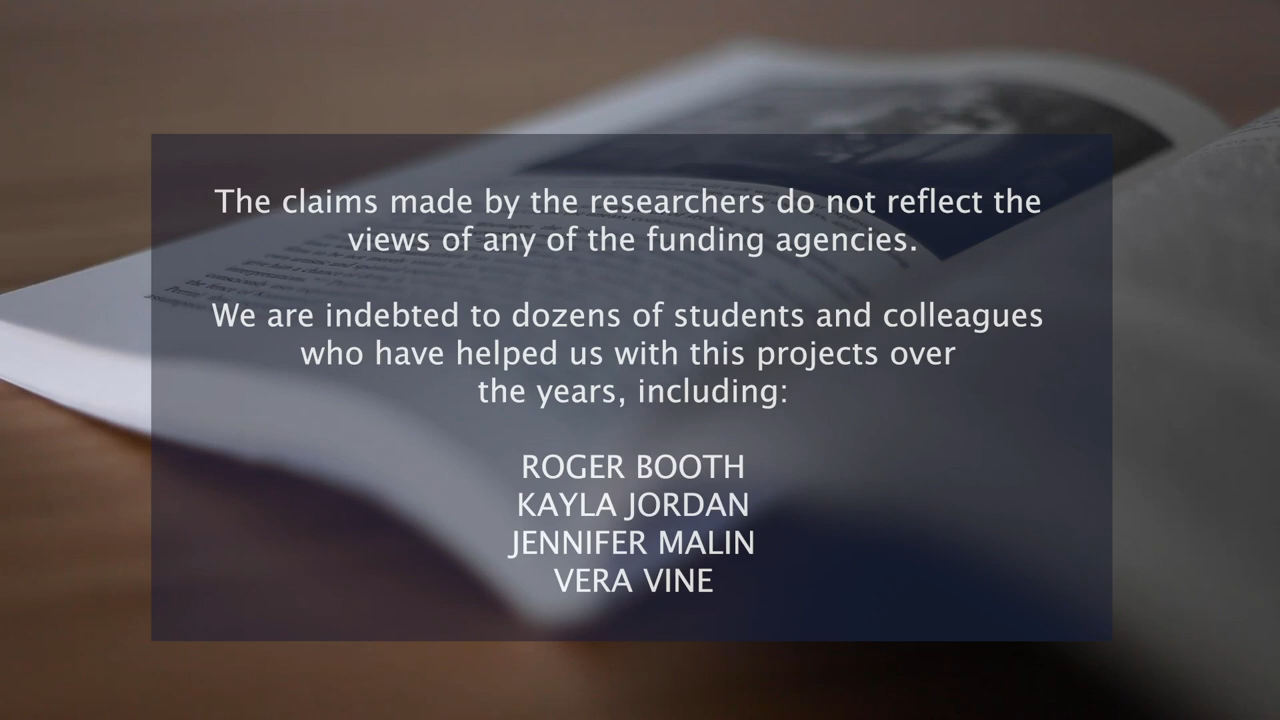 The claims made by the researchers do not reflect the
views of any of the funding agencies.
We are indebted to dozens of students and colleagues
who have helped us with this projects over
the years, including:
ROGER BOOTH
KAYLA JORDAN
JENNIFER MALIN
VERA VINE